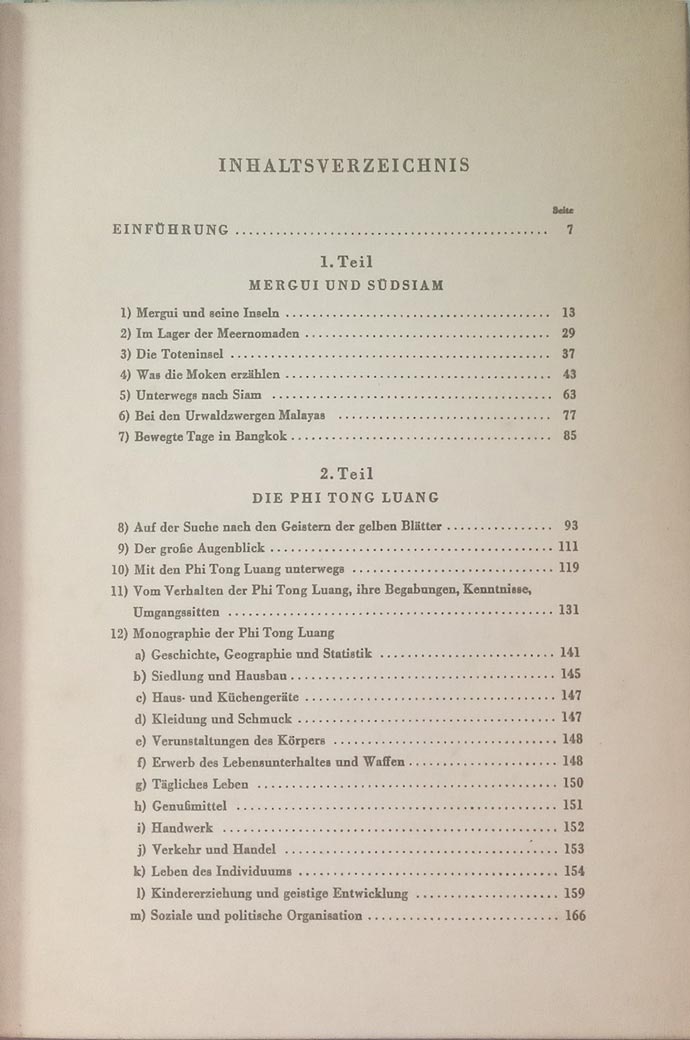 INHALTSVERZEICHNIS
Seite
EINFÜHRUNG ............................................. 7
1. Teil
MERGUI UND SÜDSIAM
1) Mergui und seine Inseln ...................................... 13
2) Im Lager der Meernomaden ................................... 29
3) Die Toteninsel .............................................. 37
4) Was die Moken erzählen ...................................... 43
5) Unterwegs nach Siam ........................................ 63
6) Bei den Urwaldzwergen Malayas ............................... 77
7) Bewegte Tage in Bangkok ..................................... 85
2. Teil
DIE PHI TONG LUANG
8) Auf der Suche nach den Geistern der gelben Blätter ............... 93
9) Der große Augenblick ......................................... 111
10) Mit den Phi Tong Luang unterwegs ............................. 119
11) Vom Verhalten der Phi Tong Luang, ihre Begabungen, Kenntnisse,
Umgangssitten ............................................... 131
12) Monographie der Phi Tong Luang
a) Geschichte, Geographie und Statistik ......................... 141
b) Siedlung und Hausbau ...................................... 145
c) Haus- und Küchengeräte .................................... 147
d) Kleidung und Schmuck ..................................... 147
e) Verunstaltungen des Körpers ................................ 148
f) Erwerb des Lebensunterhaltes und Waffen ..................... 148
g) Tägliches Leben ........................................... 150
h) Genußmittel .............................................. 151
i) Handwerk ................................................ 152
j) Verkehr und Handel ....................................... 153
k) Leben des Individuums ..................................... 154
l) Kindererziehung und geistige Entwicklung ..................... 159
m) Soziale und politische Organisation ........................... 166